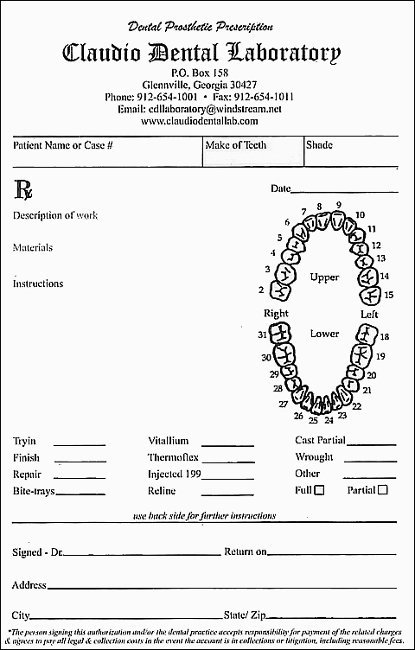 Dental Prosthetic Prescription
Claudio Dental Laboratory
P.O. Box 158
Glennville, Georgia 30427
Phone: 912-654-1001 • Fax: 912-654-1011
Email: cdllaboratory@windstream.net
www.claudiodentallab.com
Patient Name or Case # Make of Teeth Shade
Rx Date
Description of work
Materials
Instructions
2 3 4 5 6 7 8 9 10 11 12 13 14 15
Upper
Right Left
Lower
31 30 29 28 27 26 25 24 23 22 21 20 19 18
Tryin Vitallium Cast Partial
Finish Thermoflex Wrought
Repair Injected 199 Other
Bite-trays Reline Full Partial
use back side for further instructions
Signed - Dr. Return on
Address
City State/ Zip
*The person signing this authorization and/or the dental practice accepts responsibility for payment of the related charges
& agrees to pay all legal & collection costs in the event the account is in collections or litigation, including reasonable fees.